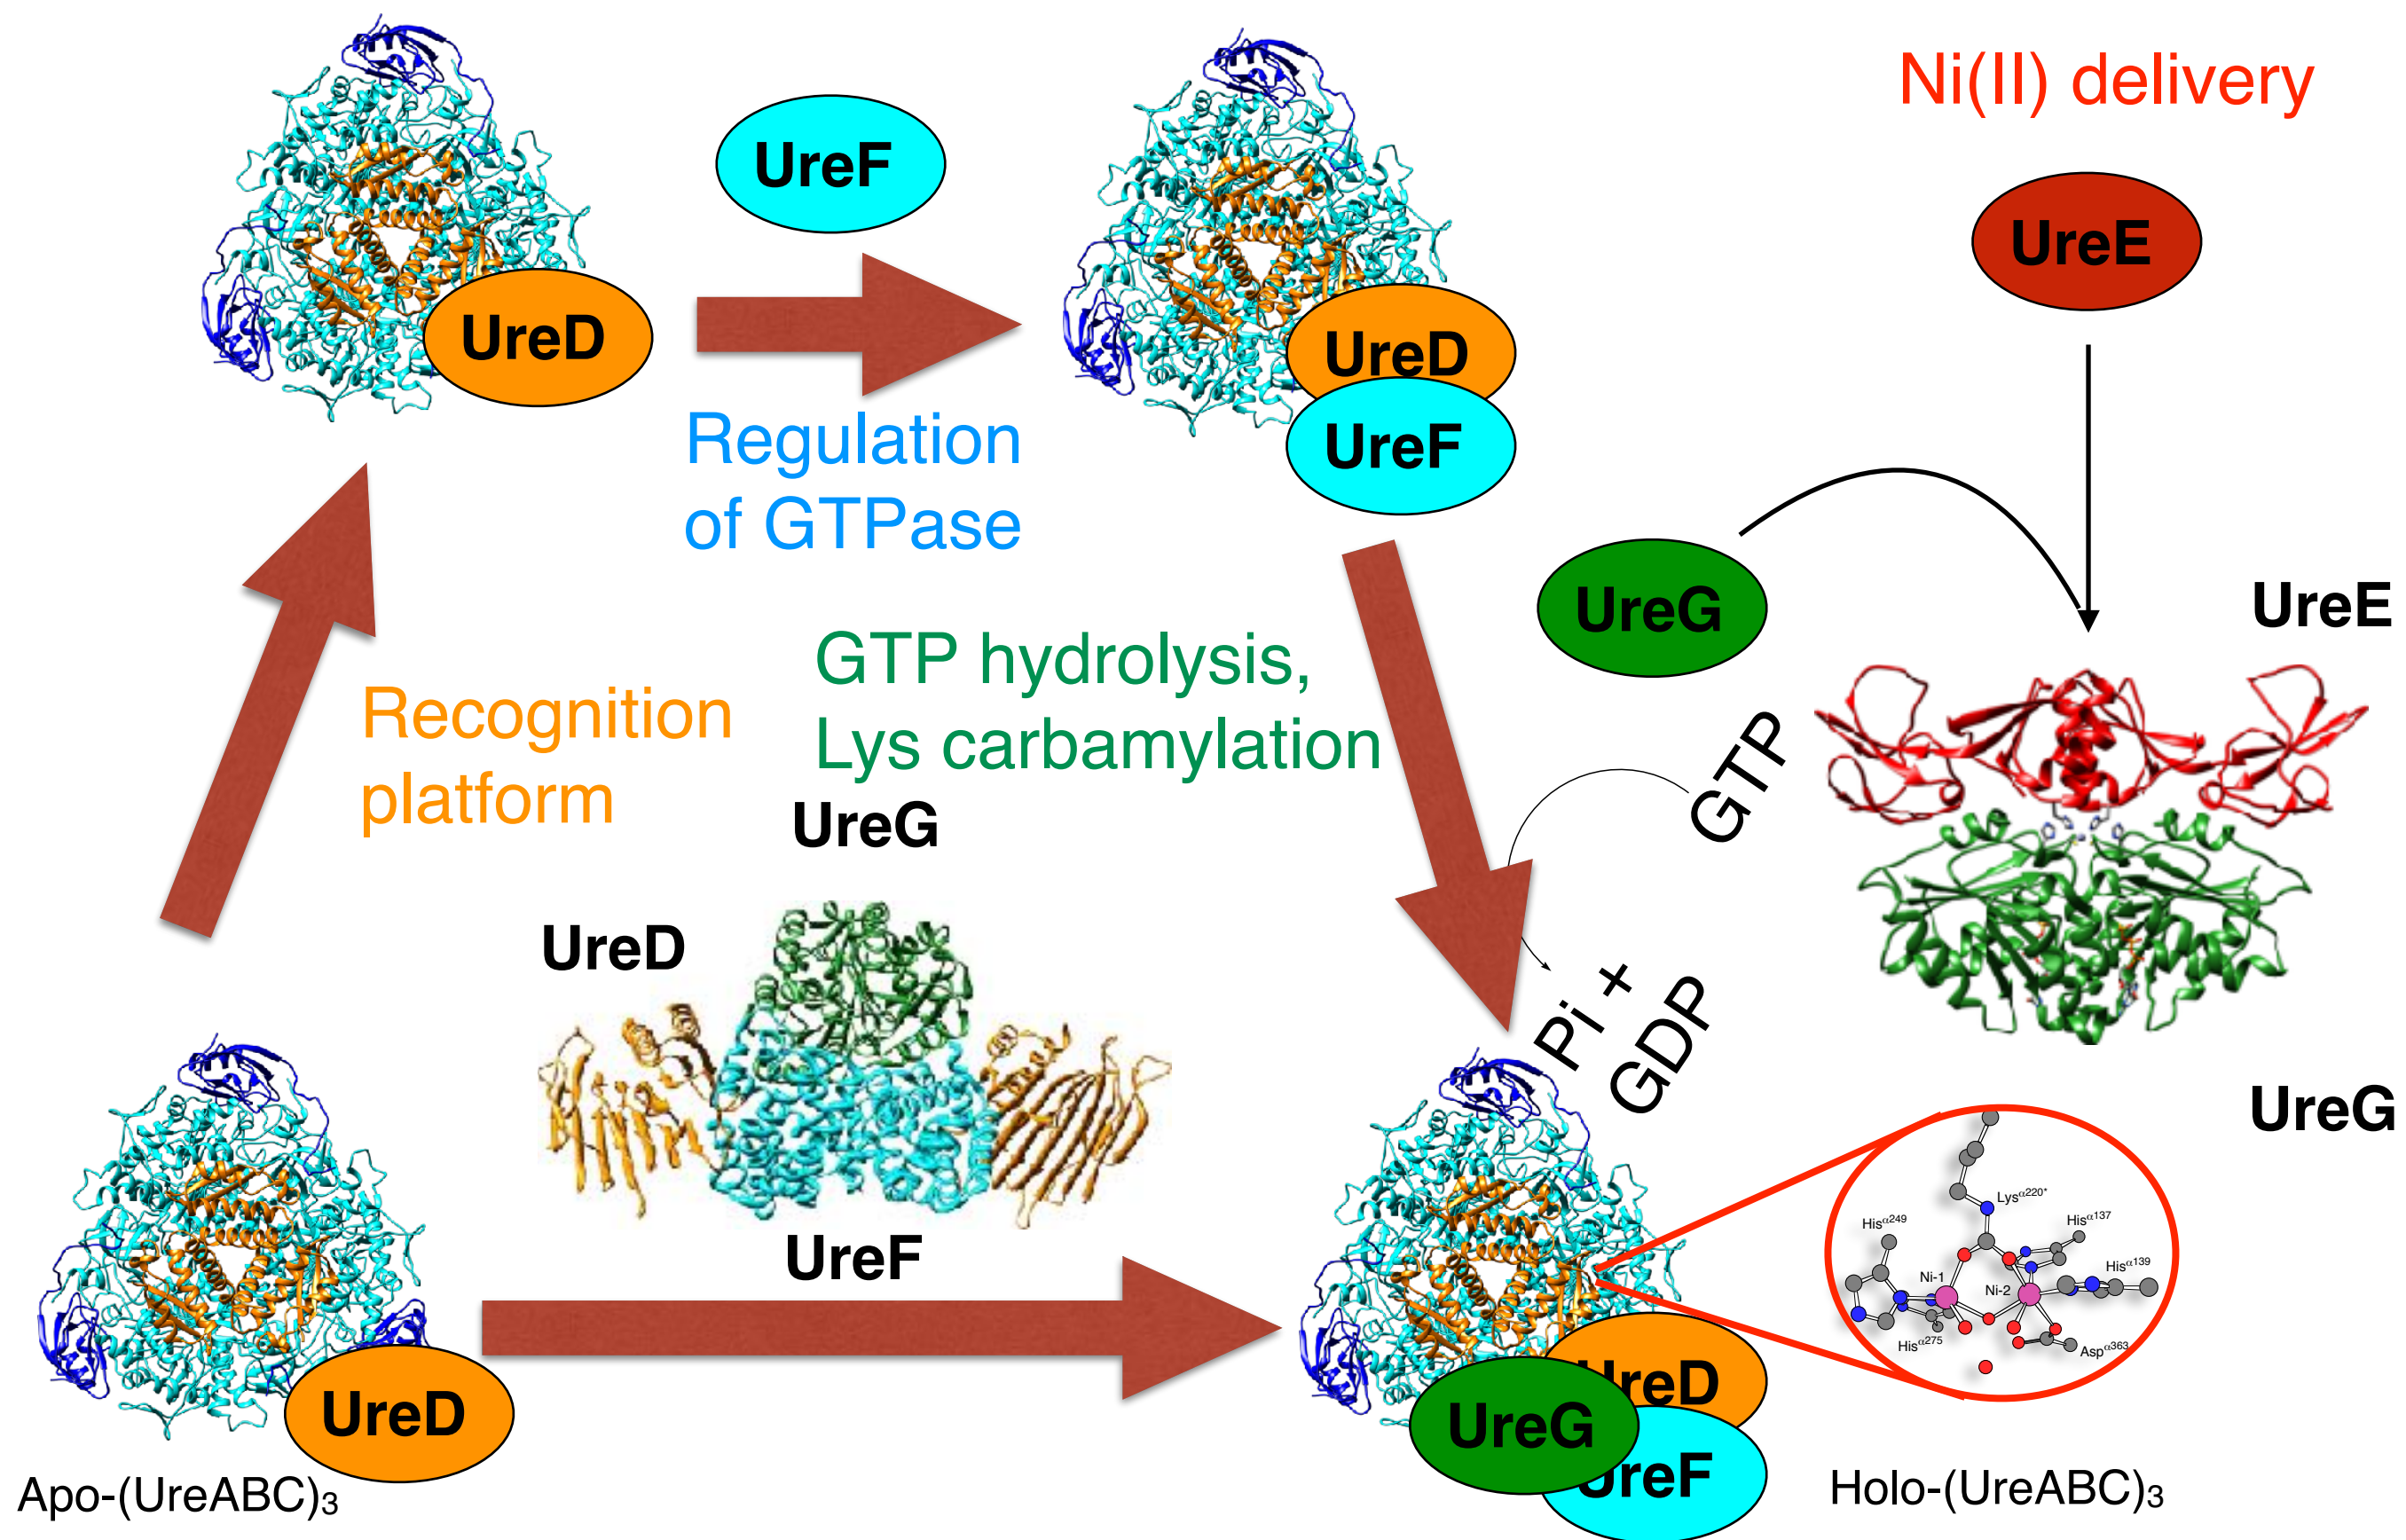 Ni(II) delivery
UreF
UreE
UreD
UreD
UreF
Regulation
of GTPase
UreG
UreE
GTP hydrolysis,
Lys carbamylation
Recognition
platform
GTP
UreG
UreD
Pi +
GDP
UreG
UreF
Lysα220*
Hisα249
Hisα137
Hisα139
Ni-1
Ni-2
Hisα275
Aspα363
UreD
UreD
UreG
UreF
Apo-(UreABC)₃
Holo-(UreABC)₃